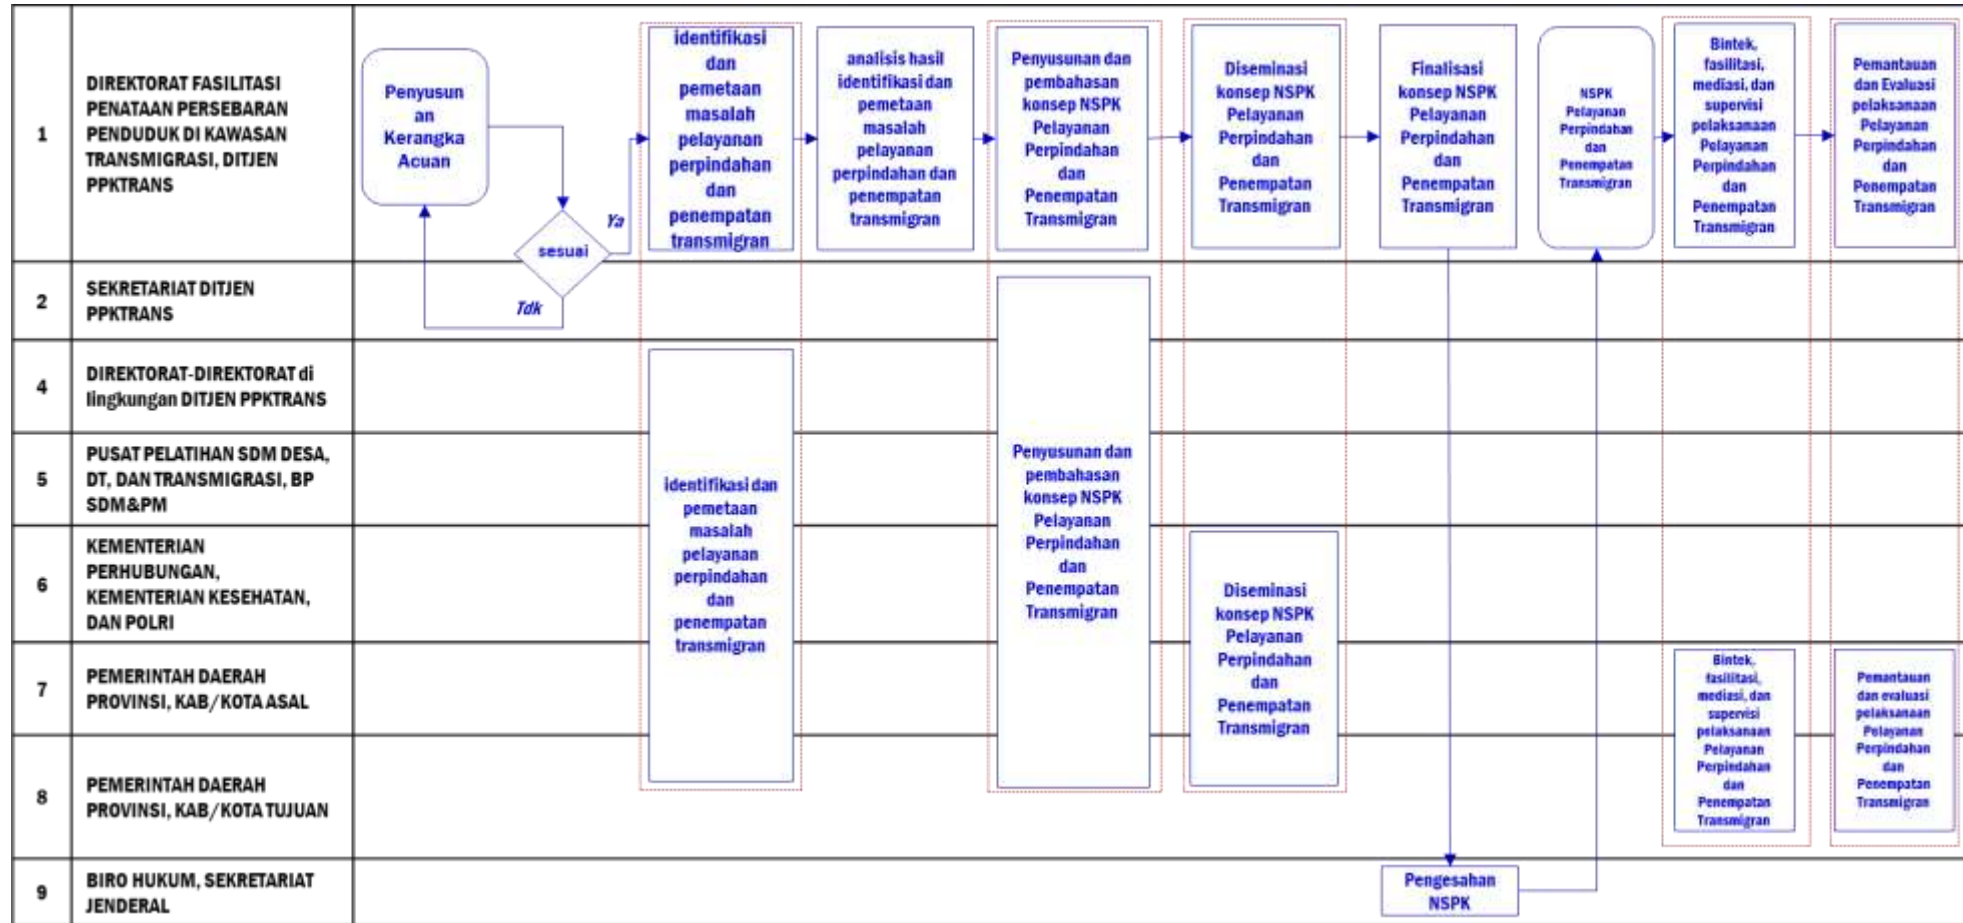 1
DIREKTORAT FASILITASI
PENATAAN PERSEBARAN
PENDUDUK DI KAWASAN
TRANSMIGRASI, DITJEN
PPKTRANS
Penyusun
an
Kerangka
Acuan
sesuai
Ya
Tdk
identifikasi
dan
pemetaan
masalah
pelayanan
perpindahan
dan
penempatan
transmigran
analisis hasil
identifikasi dan
pemetaan
masalah
pelayanan
perpindahan dan
penempatan
transmigran
Penyusunan dan
pembahasan
konsep NSPK
Pelayanan
Perpindahan
dan
Penempatan
Transmigran
Diseminasi
konsep NSPK
Pelayanan
Perpindahan
dan
Penempatan
Transmigran
Finalisasi
konsep NSPK
Pelayanan
Perpindahan
dan
Penempatan
Transmigran
NSPK
Pelayanan
Perpindahan
dan
Penempatan
Transmigran
Bintek,
fasilitasi,
mediasi, dan
supervisi
pelaksanaan
Pelayanan
Perpindahan
dan
Penempatan
Transmigran
Pemantauan
dan Evaluasi
pelaksanaan
Pelayanan
Perpindahan
dan
Penempatan
Transmigran
2
SEKRETARIAT DITJEN
PPKTRANS
4
DIREKTORAT-DIREKTORAT di
lingkungan DITJEN PPKTRANS
5
PUSAT PELATIHAN SDM DESA,
DT, DAN TRANSMIGRASI, BP
SDM&PM
6
KEMENTERIAN
PERHUBUNGAN,
KEMENTERIAN KESEHATAN,
DAN POLRI
7
PEMERINTAH DAERAH
PROVINSI, KAB/KOTA ASAL
8
PEMERINTAH DAERAH
PROVINSI, KAB/KOTA TUJUAN
identifikasi dan
pemetaan
masalah
pelayanan
perpindahan
dan
penempatan
transmigran
Penyusunan dan
pembahasan
konsep NSPK
Pelayanan
Perpindahan
dan
Penempatan
Transmigran
Diseminasi
konsep NSPK
Pelayanan
Perpindahan
dan
Penempatan
Transmigran
Bintek,
fasilitasi,
mediasi, dan
supervisi
pelaksanaan
Pelayanan
Perpindahan
dan
Penempatan
Transmigran
Pemantauan
dan evaluasi
pelaksanaan
Pelayanan
Perpindahan
dan
Penempatan
Transmigran
9
BIRO HUKUM, SEKRETARIAT
JENDERAL
Pengesahan
NSPK